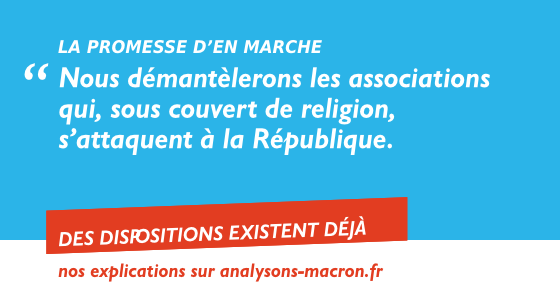 LA PROMESSE D’EN MARCHE
“ Nous démantèlerons les associations
qui, sous couvert de religion,
s’attaquent à la République.
DES DISPOSITIONS EXISTENT DÉJÀ
nos explications sur analysons-macron.fr